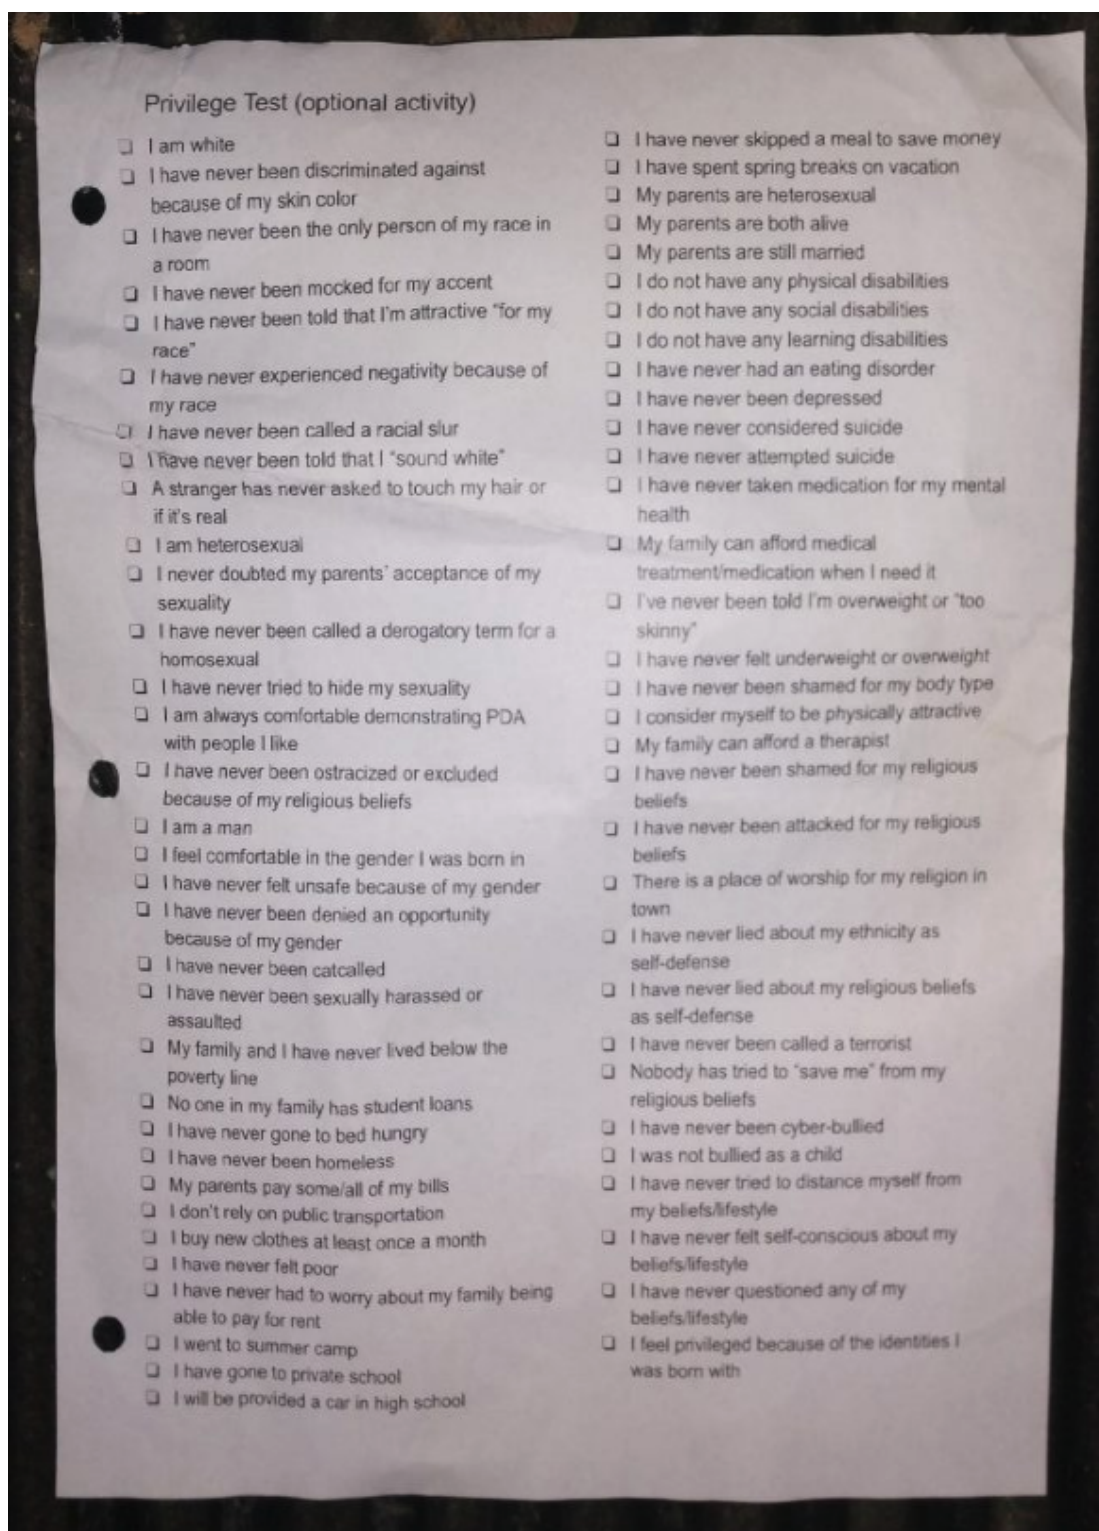 Privilege Test (optional activity)
I am white
I have never been discriminated against
because of my skin color
I have never been the only person of my race in
a room
I have never been mocked for my accent
I have never been told that I'm attractive "for my
race"
I have never experienced negativity because of
my race
I have never been called a racial slur
I have never been told that I "sound white"
A stranger has never asked to touch my hair or
if it's real
I am heterosexual
I never doubted my parents' acceptance of my
sexuality
I have never been called a derogatory term for a
homosexual
I have never tried to hide my sexuality
I am always comfortable demonstrating PDA
with people I like
I have never been ostracized or excluded
because of my religious beliefs
I am a man
I feel comfortable in the gender I was born in
I have never felt unsafe because of my gender
I have never been denied an opportunity
because of my gender
I have never been catcalled
I have never been sexually harassed or
assaulted
My family and I have never lived below the
poverty line
No one in my family has student loans
I have never gone to bed hungry
I have never been homeless
My parents pay some/all of my bills
I don't rely on public transportation
I buy new clothes at least once a month
I have never felt poor
I have never had to worry about my family being
able to pay for rent
I went to summer camp
I have gone to private school
I will be provided a car in high school
I have never skipped a meal to save money
I have spent spring breaks on vacation
My parents are heterosexual
My parents are both alive
My parents are still married
I do not have any physical disabilities
I do not have any social disabilities
I do not have any learning disabilities
I have never had an eating disorder
I have never been depressed
I have never considered suicide
I have never attempted suicide
I have never taken medication for my mental
health
My family can afford medical
treatment/medication when I need it
I've never been told I'm overweight or "too
skinny"
I have never felt underweight or overweight
I have never been shamed for my body type
I consider myself to be physically attractive
My family can afford a therapist
I have never been shamed for my religious
beliefs
I have never been attacked for my religious
beliefs
There is a place of worship for my religion in
town
I have never lied about my ethnicity as
self-defense
I have never lied about my religious beliefs
as self-defense
I have never been called a terrorist
Nobody has tried to "save me" from my
religious beliefs
I have never been cyber-bullied
I was not bullied as a child
I have never tried to distance myself from
my beliefs/lifestyle
I have never felt self-conscious about my
beliefs/lifestyle
I have never questioned any of my
beliefs/lifestyle
I feel privileged because of the identities I
was born with